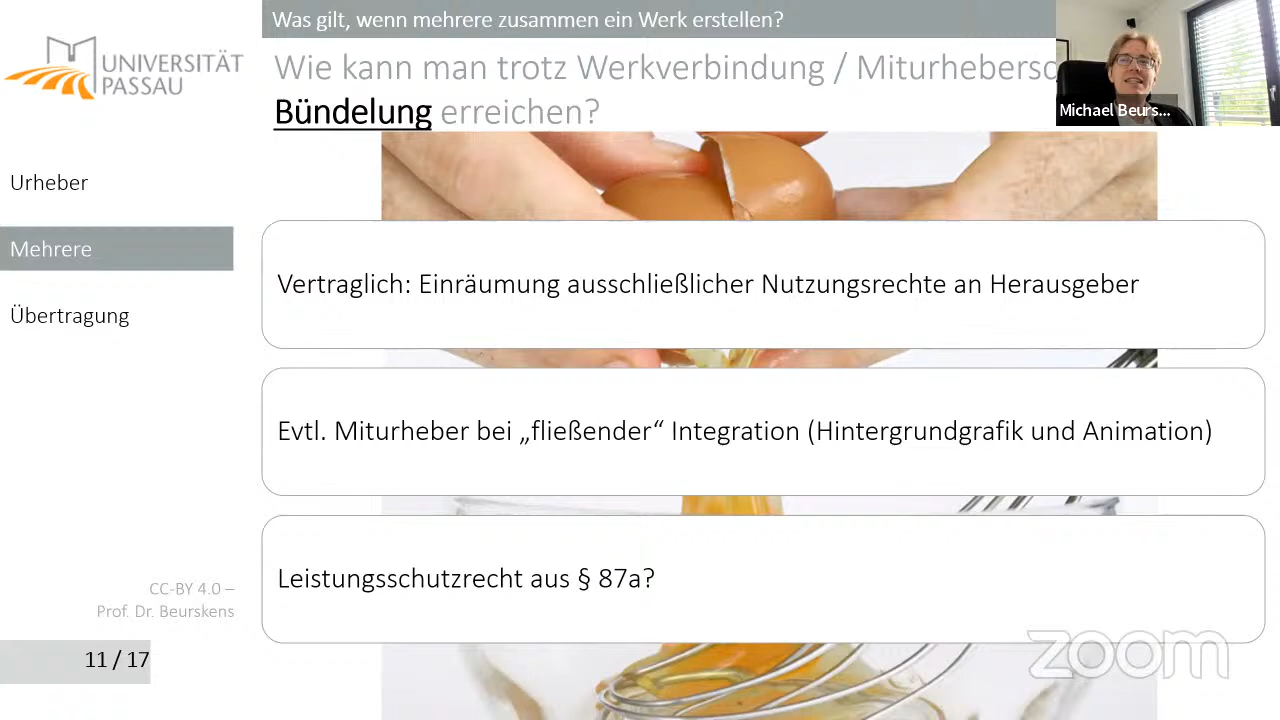 Was gilt, wenn mehrere zusammen ein Werk erstellen?
UNIVERSITÄT
PASSAU
Wie kann man trotz Werkverbindung /
Bündelung erreichen?
Michael Beurs...
Urheber
Mehrere
Übertragung
Vertraglich: Einräumung ausschließlicher Nutzungsrechte an Herausgeber
Evtl. Miturheber bei „fließender“ Integration (Hintergrundgrafik und Animation)
Leistungsschutzrecht aus § 87a?
CC-BY 4.0 –
Prof. Dr. Beurskens
11 / 17
zoom